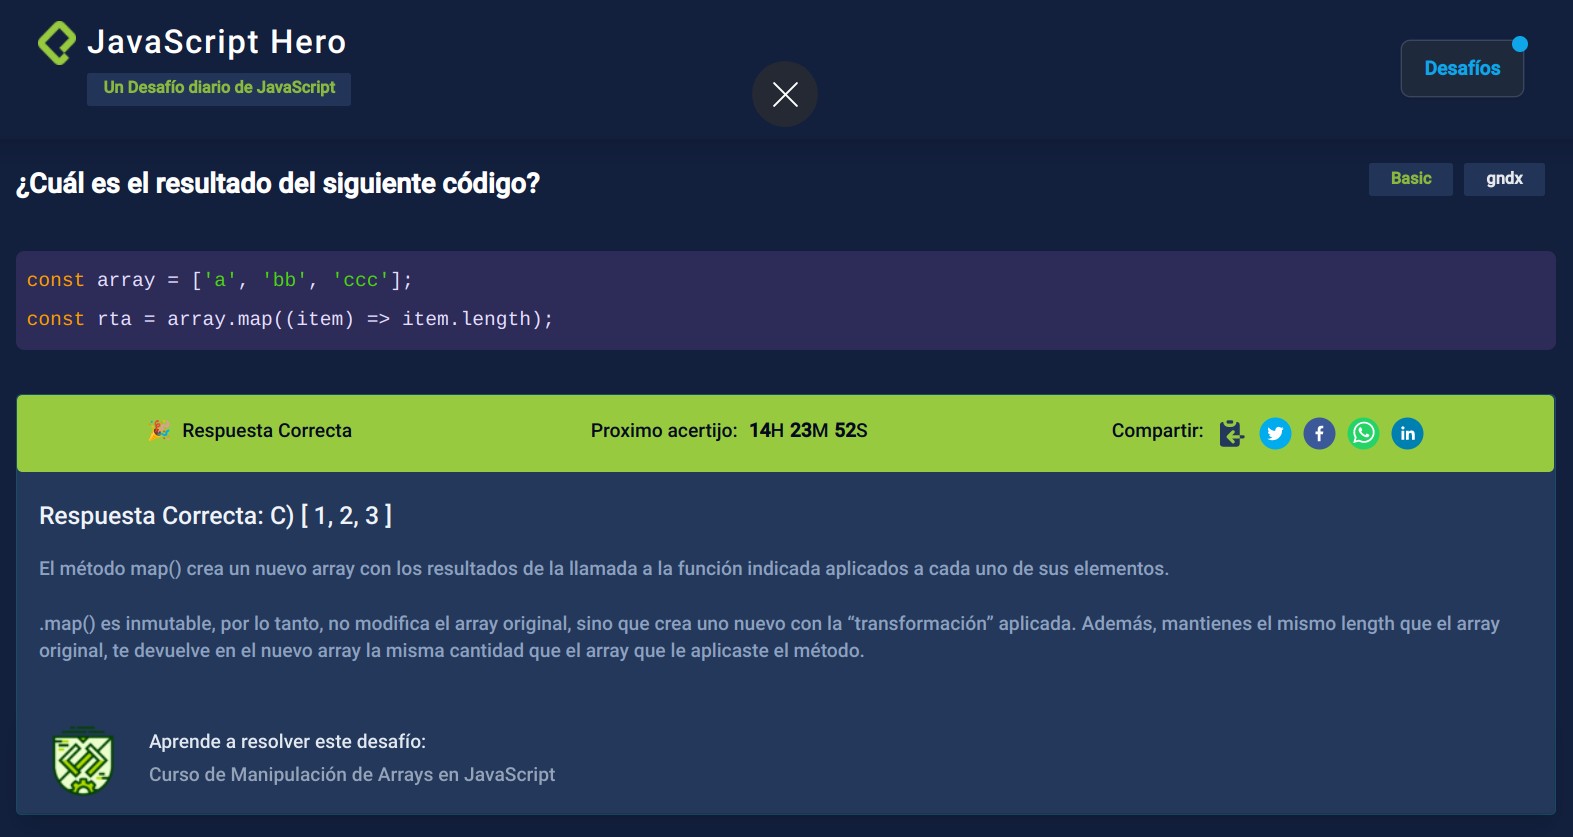 JavaScript Hero
Un Desafío diario de JavaScript
Desafíos
¿Cuál es el resultado del siguiente código?
Basic
gndx
const array = ['a', 'bb', 'ccc'];
const rta = array.map((item) => item.length);
🎉 Respuesta Correcta
Proximo acertijo: 14H 23M 52S
Compartir:
Respuesta Correcta: C) [ 1, 2, 3 ]
El método map() crea un nuevo array con los resultados de la llamada a la función indicada aplicados a cada uno de sus elementos.
.map() es inmutable, por lo tanto, no modifica el array original, sino que crea uno nuevo con la “transformación” aplicada. Además, mantienes el mismo length que el array
original, te devuelve en el nuevo array la misma cantidad que el array que le aplicaste el método.
Aprende a resolver este desafío:
Curso de Manipulación de Arrays en JavaScript